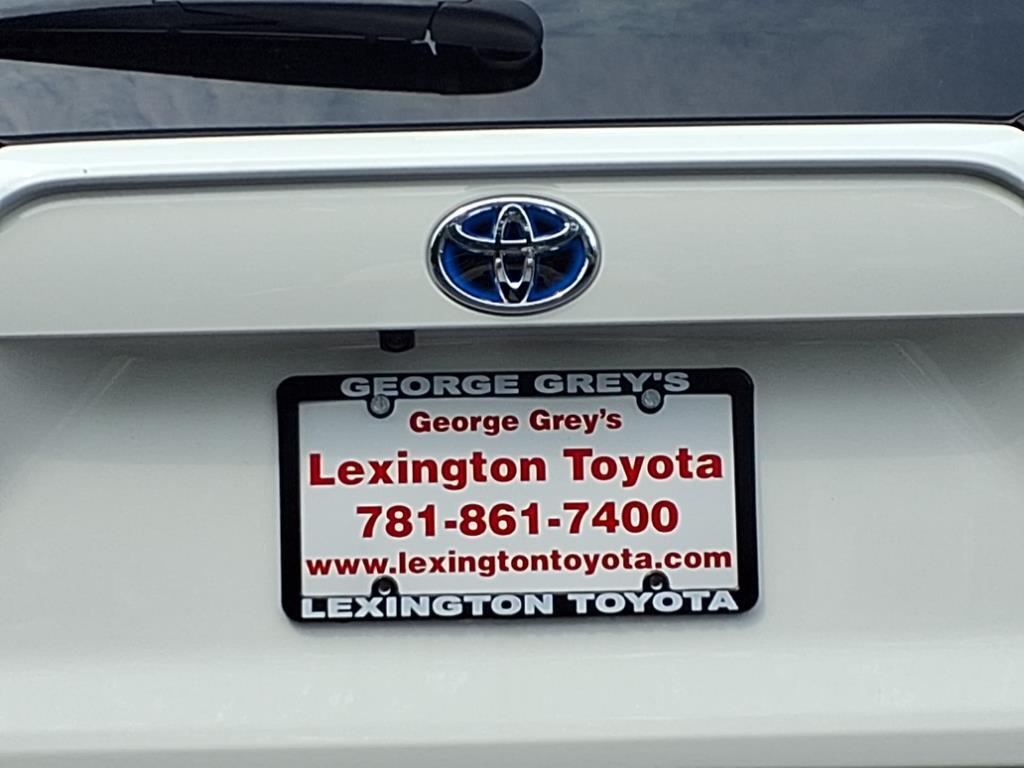 GEORGE GREY'S
George Grey's
Lexington Toyota
781-861-7400
www.lexingtontoyota.com
LEXINGTON TOYOTA